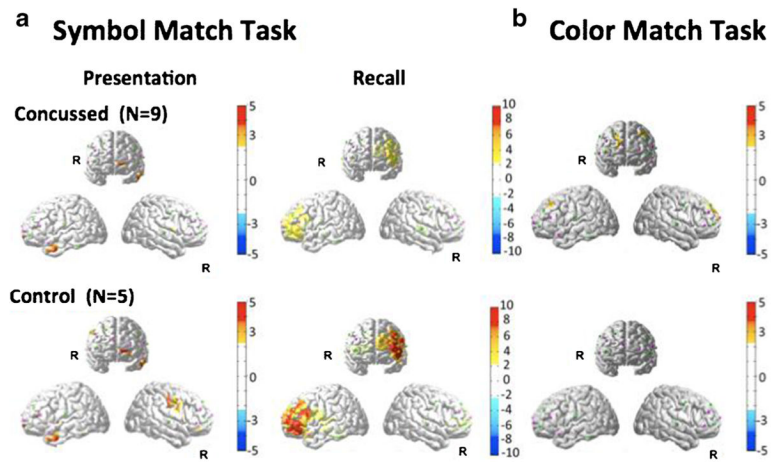 a Symbol Match Task
b Color Match Task
Presentation
Recall
Concussed (N=9)
R
R
5
3
0
-3
-5
R
R
10
8
6
4
2
0
-2
-4
-6
-8
-10
R
R
5
3
0
-3
-5
Control (N=5)
R
R
5
3
0
-3
-5
R
R
10
8
6
4
2
0
-2
-4
-6
-8
-10
R
R
5
3
0
-3
-5